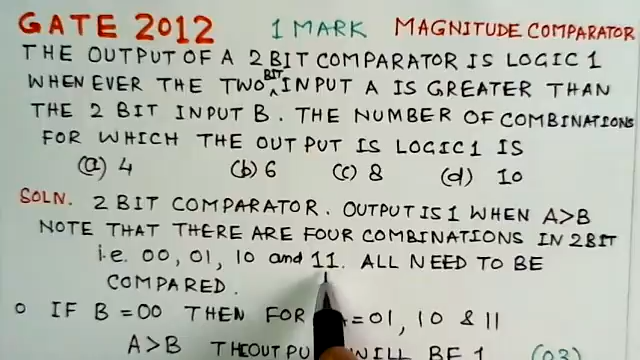 GATE 2012 1 MARK MAGNITUDE COMPARATOR
THE OUTPUT OF A 2 BIT COMPARATOR IS LOGIC 1
WHEN EVER THE TWO BIT INPUT A IS GREATER THAN
THE 2 BIT INPUT B. THE NUMBER OF COMBINATIONS
FOR WHICH THE OUT PUT IS LOGIC 1 IS
(a) 4 (b) 6 (c) 8 (d) 10
SOLN. 2 BIT COMPARATOR. OUTPUT IS 1 WHEN A>B
NOTE THAT THERE ARE FOUR COMBINATIONS IN 2BIT
i.e. 00, 01, 10 and 11. ALL NEED TO BE
COMPARED.
O IF B = 00 THEN FOR =01, 10 & 11
A>B THE OUTPU WILL BE 1 (03)